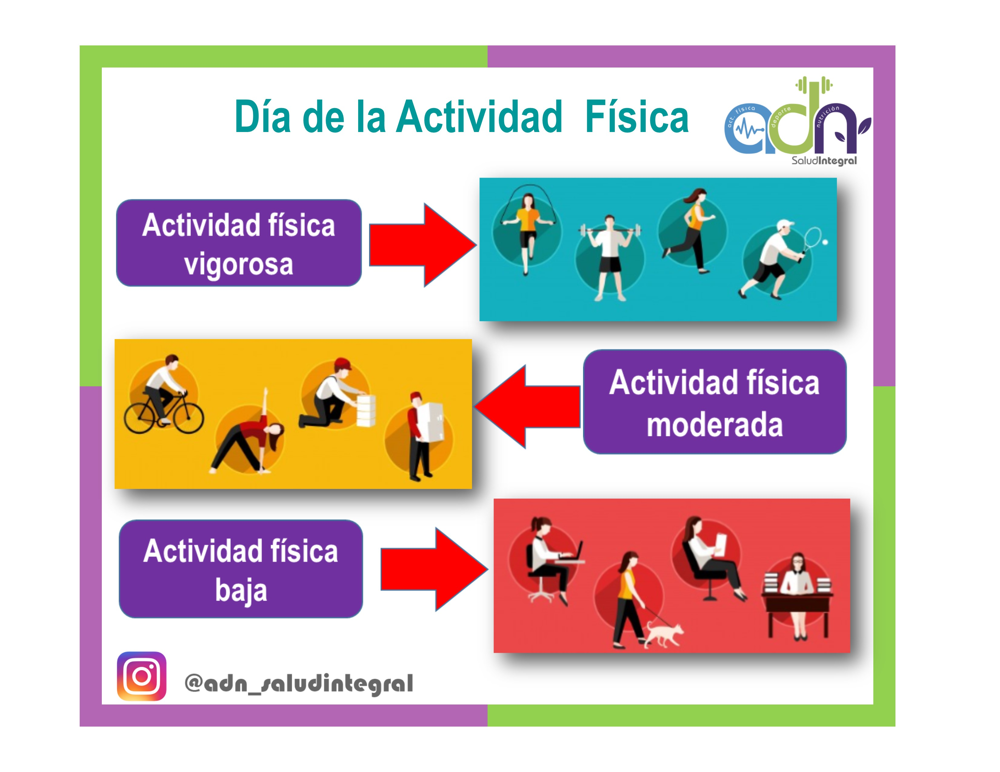 Día de la Actividad  Física
act. física
deporte
nutrición
adn
SaludIntegral
Actividad física
vigorosa
Actividad física
moderada
Actividad física
baja
@adn_saludintegral